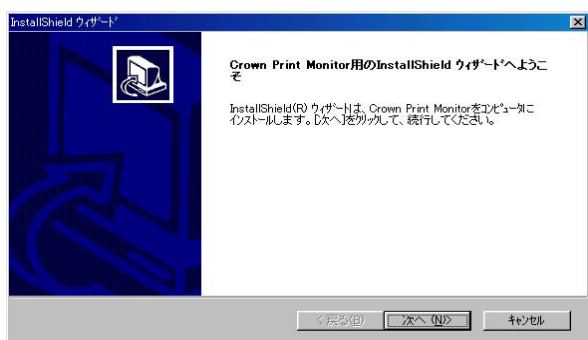 InstallShield ウィザード
Crown Print Monitor用のInstallShield ウィザードへようこ
そ
InstallShield(R) ウィザードは、Crown Print Monitorをコンピュータに
インストールします。[次へ]をクリックして、続行してください。
< 戻る(B)
次へ (N)>
キャンセル